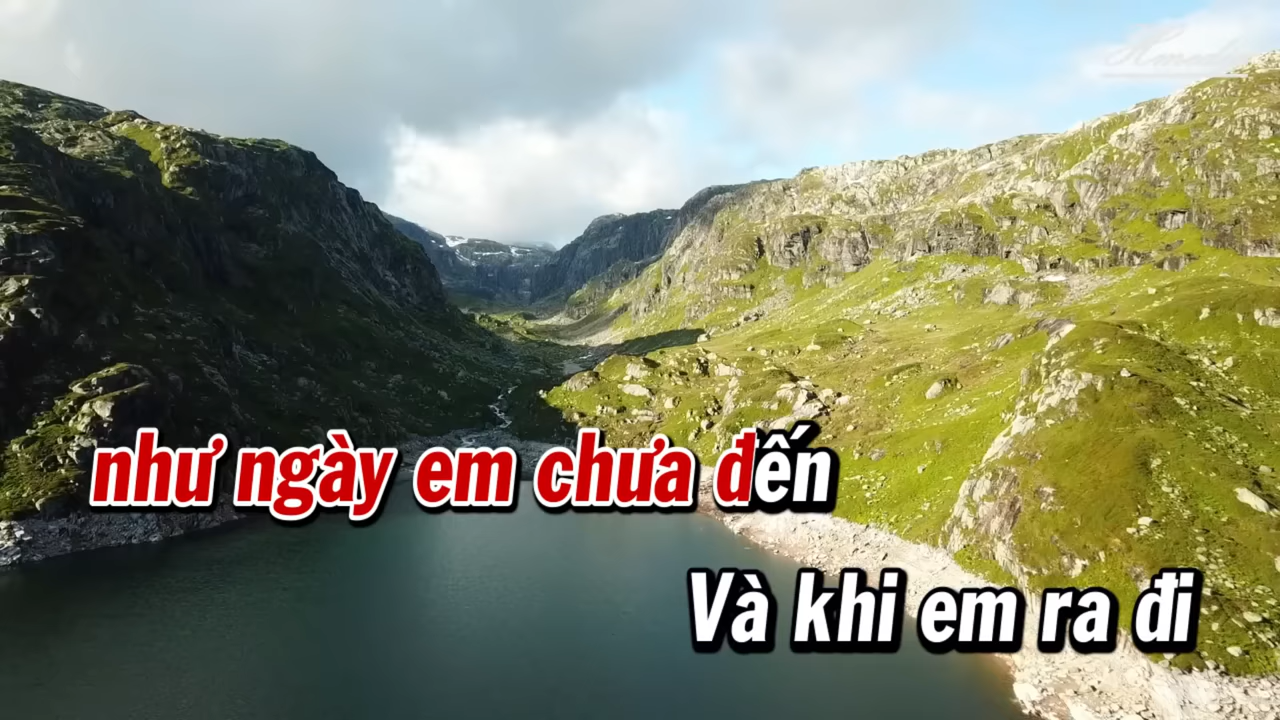 như ngày em chưa đến
Và khi em ra đi